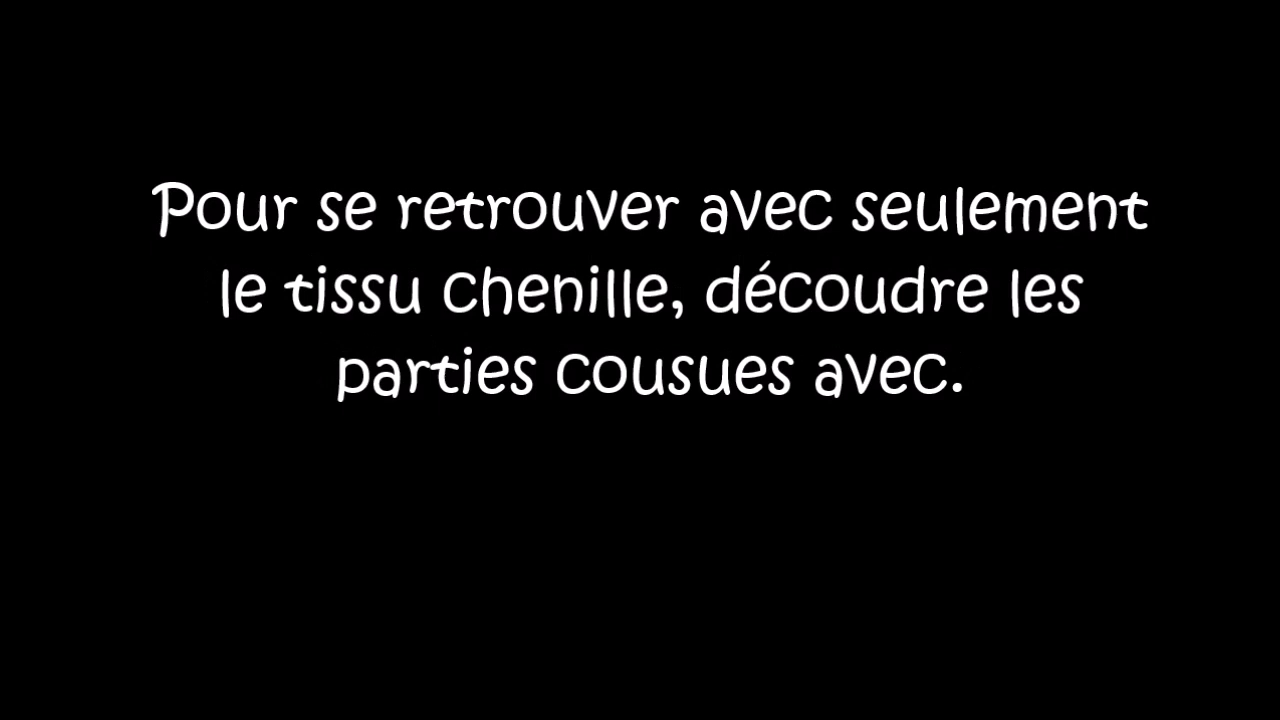 Pour se retrouver avec seulement
le tissu chenille, découdre les
parties cousues avec.